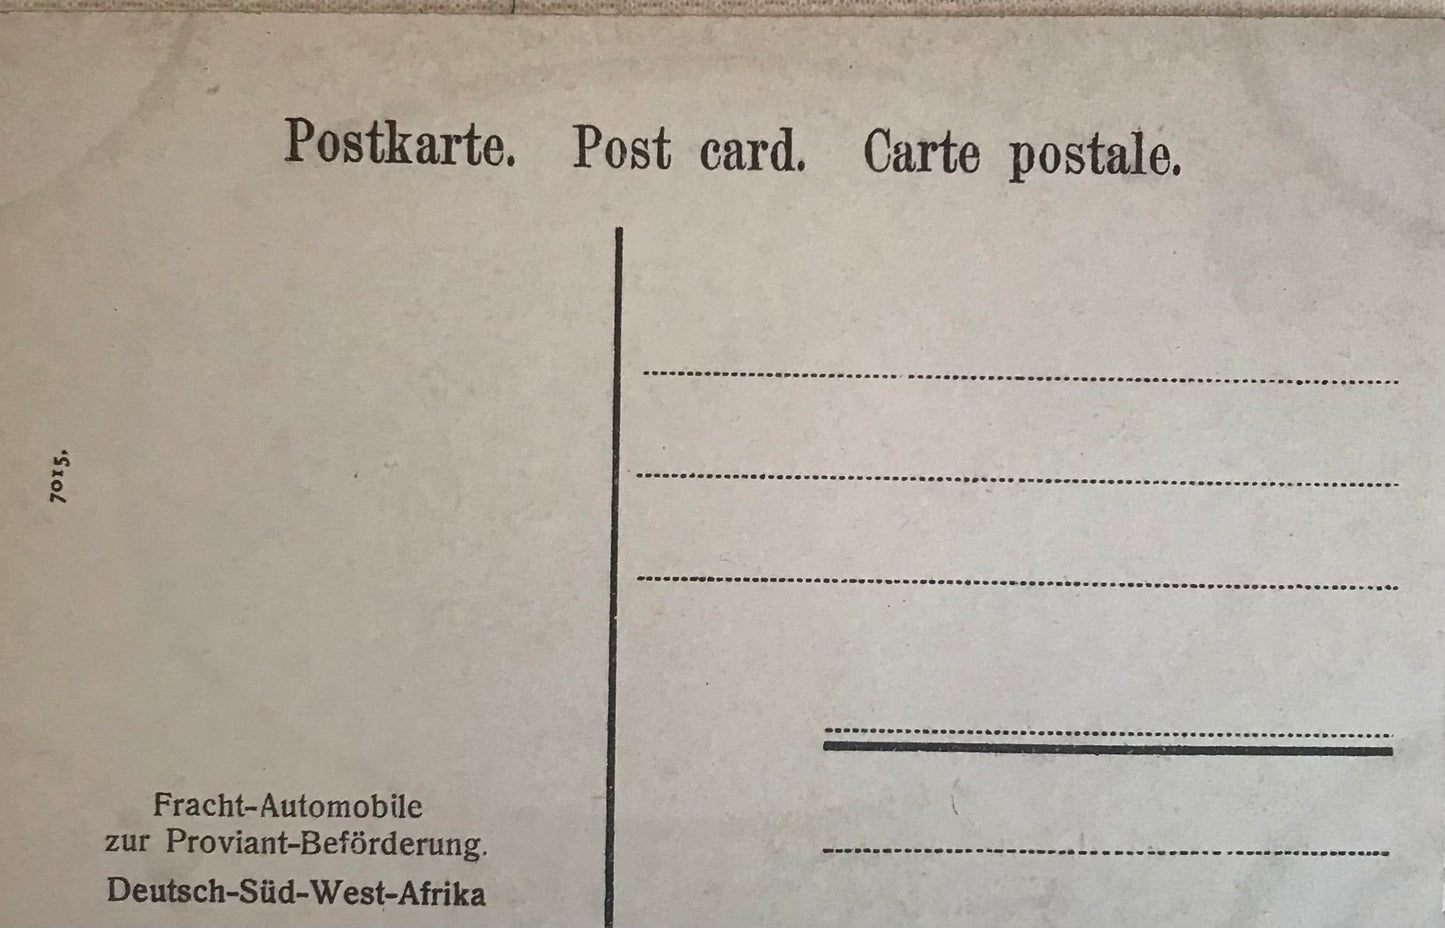 Postkarte. Post card. Carte postale.
7015.
Fracht-Automobile
zur Proviant-Beförderung.
Deutsch-Süd-West-Afrika